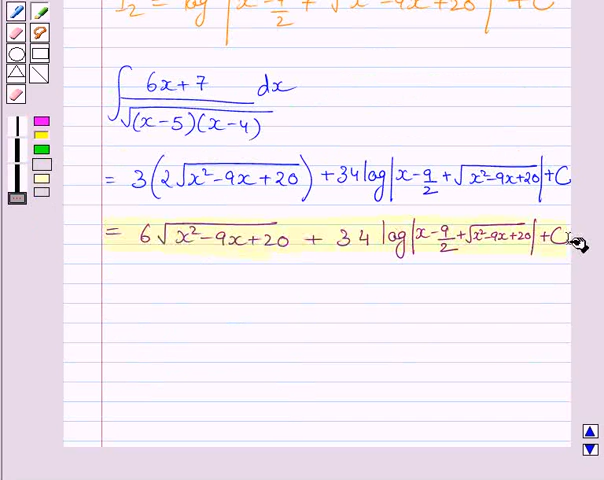 I₂ = log |x - 9/2 + √x² - 9x + 20| + C
∫ 6x + 7 / √(x - 5)(x - 4) dx
= 3(2√x² - 9x + 20) + 34 log |x - 9/2 + √x² - 9x + 20| + C
= 6√x² - 9x + 20 + 34 log |x - 9/2 + √x² - 9x + 20| + C